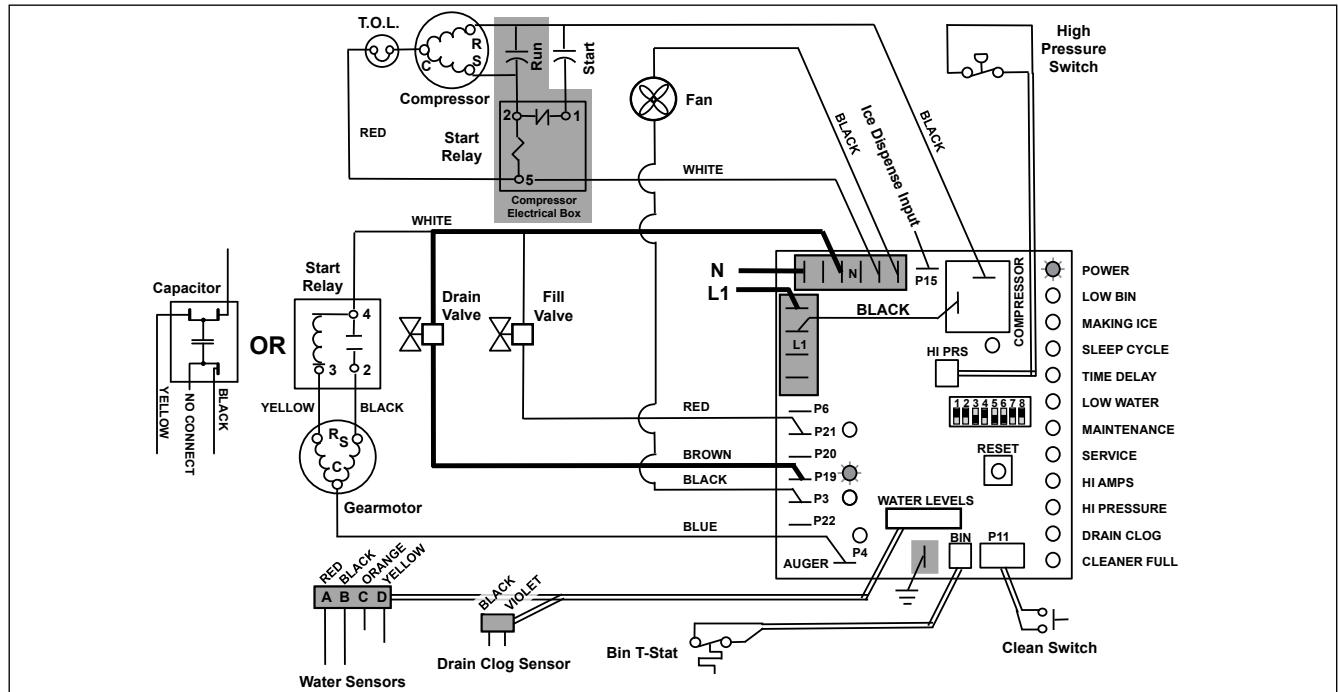 T.O.L.
R
S
C
Compressor
Run
Start
RED
2
1
Start
Relay
5
Compressor
Electrical Box
WHITE
Fan
BLACK
Ice Dispense Input
BLACK
High
Pressure
Switch
WHITE
Capacitor
YELLOW
NO CONNECT
BLACK
OR
Start
Relay
4
3
2
YELLOW
BLACK
R
S
C
Gearmotor
Drain
Valve
Fill
Valve
N
L1
N
P15
L1
BLACK
COMPRESSOR
HI PRS
RED
BROWN
BLACK
BLUE
P6
P21
P20
P19
P3
P22
P4
AUGER
1 2 3 4 5 6 7 8
RESET
WATER LEVELS
BIN
P11
POWER
LOW BIN
MAKING ICE
SLEEP CYCLE
TIME DELAY
LOW WATER
MAINTENANCE
SERVICE
HI AMPS
HI PRESSURE
DRAIN CLOG
CLEANER FULL
RED
BLACK
ORANGE
YELLOW
A B C D
Water Sensors
BLACK
VIOLET
Drain Clog Sensor
Bin T-Stat
Clean Switch